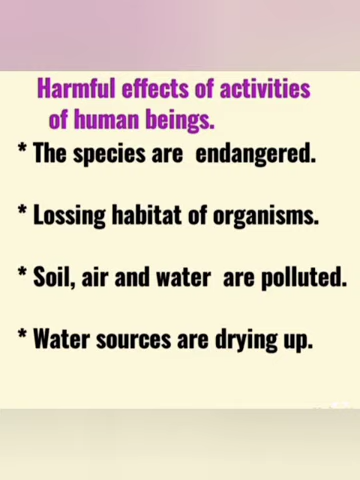 Harmful effects of activities
of human beings.
* The species are endangered.
* Lossing habitat of organisms.
* Soil, air and water are polluted.
* Water sources are drying up.